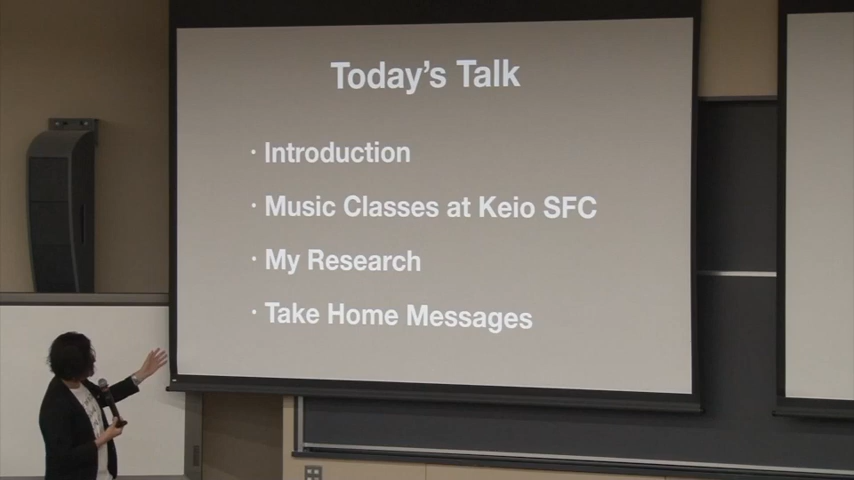 Today's Talk
· Introduction
· Music Classes at Keio SFC
· My Research
· Take Home Messages